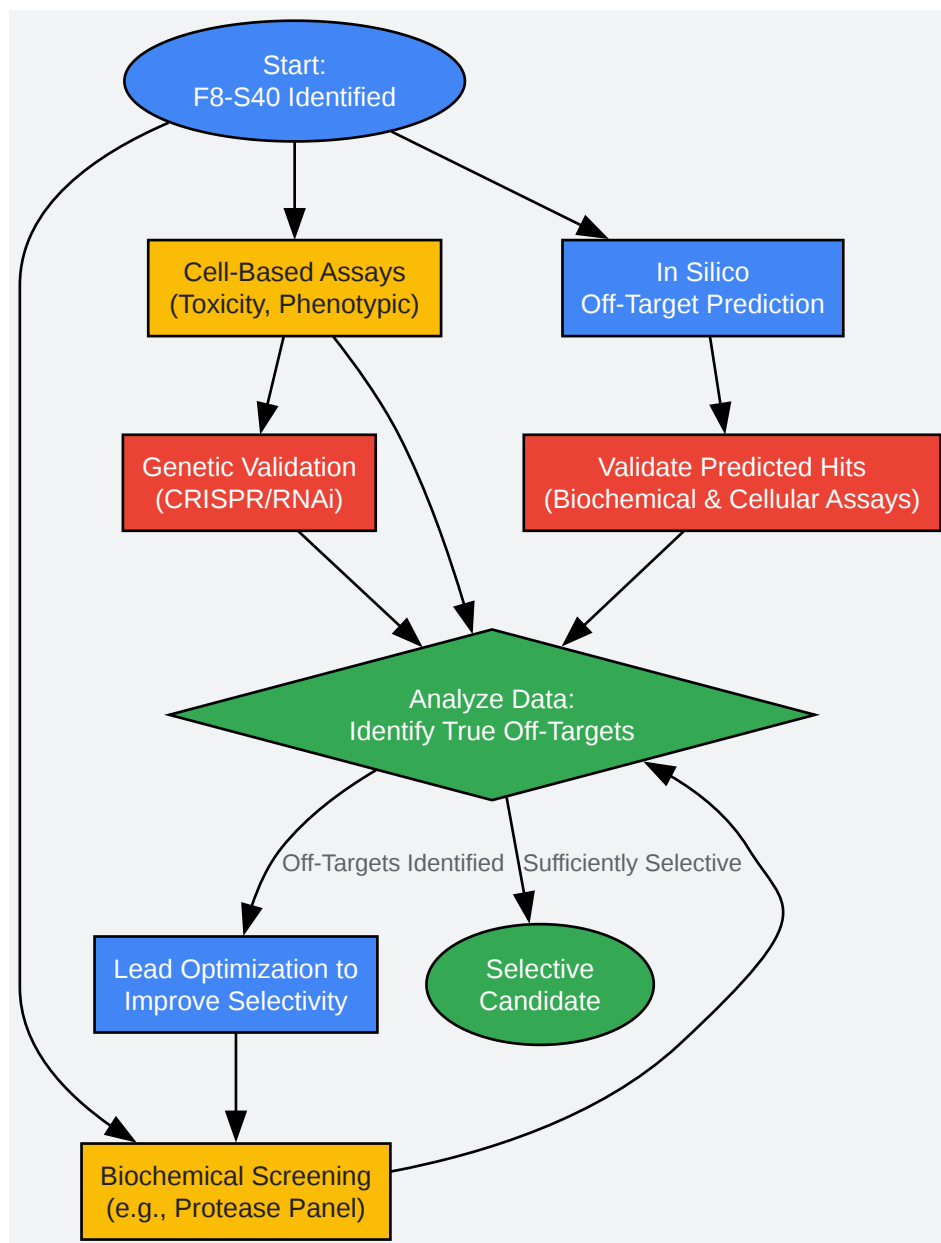 Start:
F8-S40 Identified
Cell-Based Assays
(Toxicity, Phenotypic)
In Silico
Off-Target Prediction
Genetic Validation
(CRISPR/RNAi)
Validate Predicted Hits
(Biochemical & Cellular Assays)
Analyze Data:
Identify True Off-Targets
Off-Targets Identified
Sufficiently Selective
Lead Optimization to
Improve Selectivity
Selective
Candidate
Biochemical Screening
(e.g., Protease Panel)